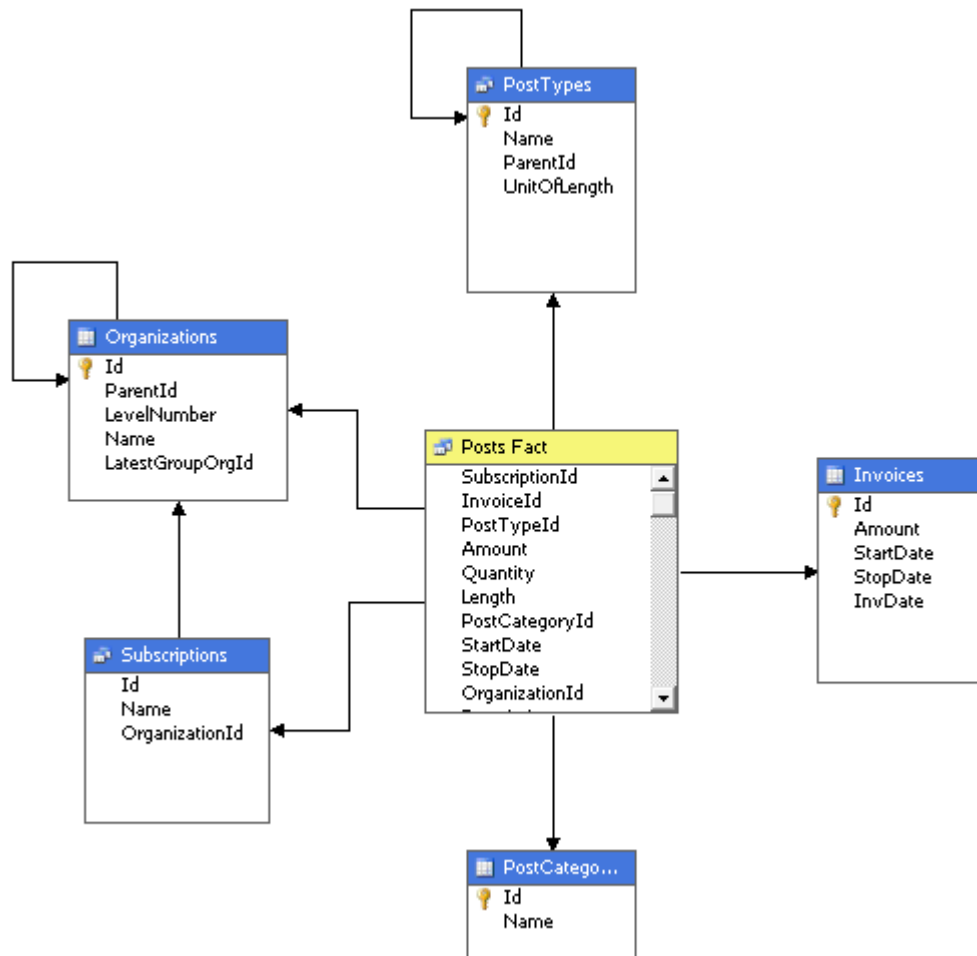 PostTypes
Id
Name
ParentId
UnitOfLength
Organizations
Id
ParentId
LevelNumber
Name
LatestGroupOrgId
Posts Fact
SubscriptionId
InvoiceId
PostTypeId
Amount
Quantity
Length
PostCategoryId
StartDate
StopDate
OrganizationId
Invoices
Id
Amount
StartDate
StopDate
InvDate
Subscriptions
Id
Name
OrganizationId
PostCatego...
Id
Name